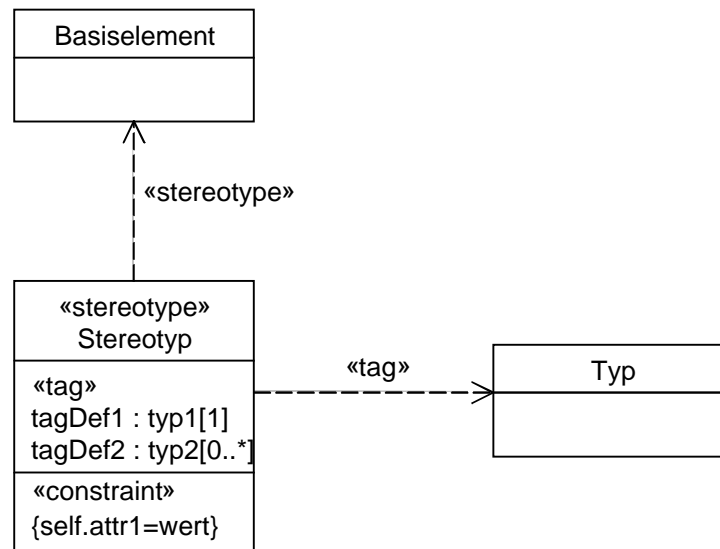 Basiselement
«stereotype»
«stereotype»
Stereotyp
«tag»
tagDef1 : typ1[1]
tagDef2 : typ2[0..*]
«constraint»
{self.attr1=wert}
«tag»
Typ